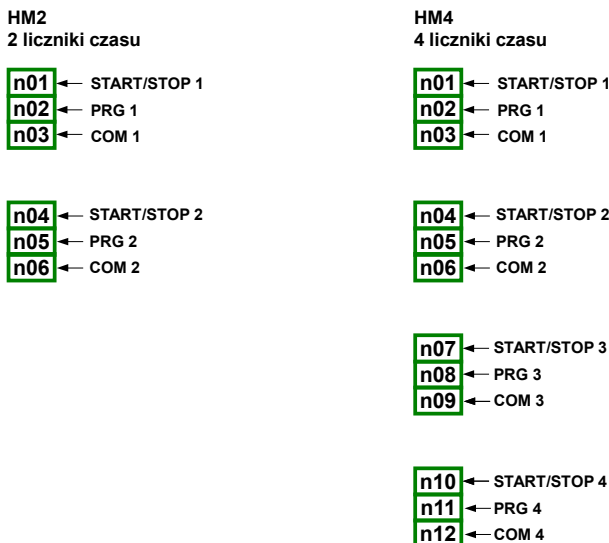 HM2
2 liczniki czasu
n01 START/STOP 1
n02 PRG 1
n03 COM 1
n04 START/STOP 2
n05 PRG 2
n06 COM 2
HM4
4 liczniki czasu
n01 START/STOP 1
n02 PRG 1
n03 COM 1
n04 START/STOP 2
n05 PRG 2
n06 COM 2
n07 START/STOP 3
n08 PRG 3
n09 COM 3
n10 START/STOP 4
n11 PRG 4
n12 COM 4